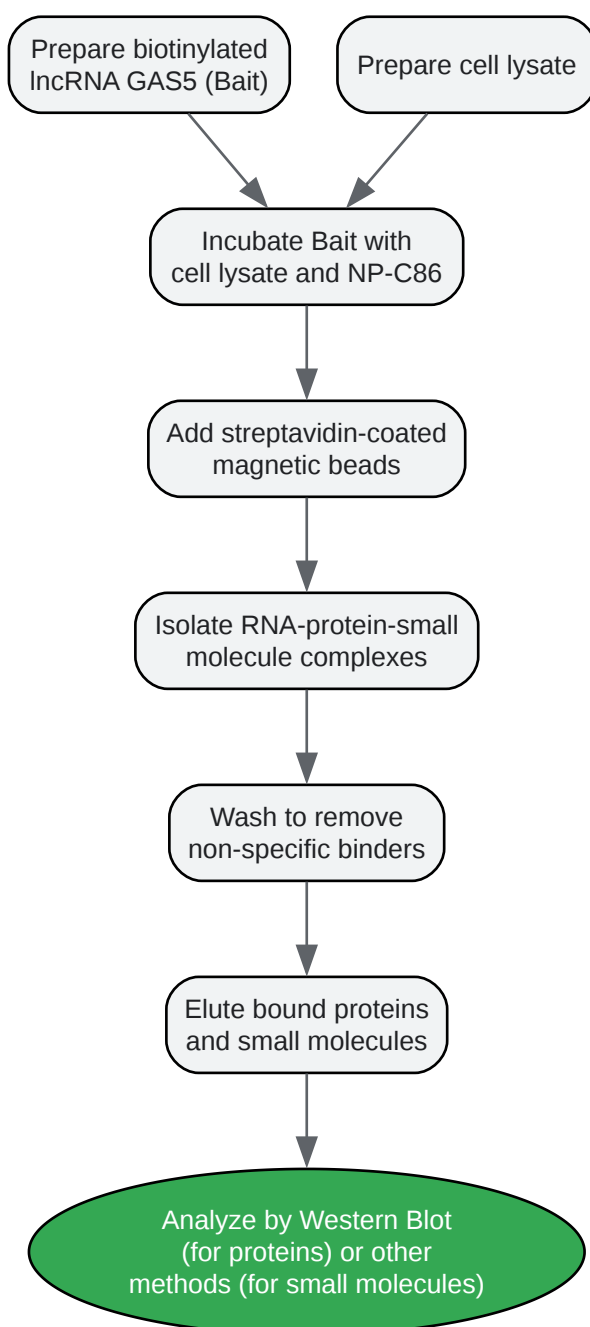 Prepare biotinylated
lncRNA GAS5 (Bait)
Prepare cell lysate
Incubate Bait with
cell lysate and NP-C86
Add streptavidin-coated
magnetic beads
Isolate RNA-protein-small
molecule complexes
Wash to remove
non-specific binders
Elute bound proteins
and small molecules
Analyze by Western Blot
(for proteins) or other
methods (for small molecules)